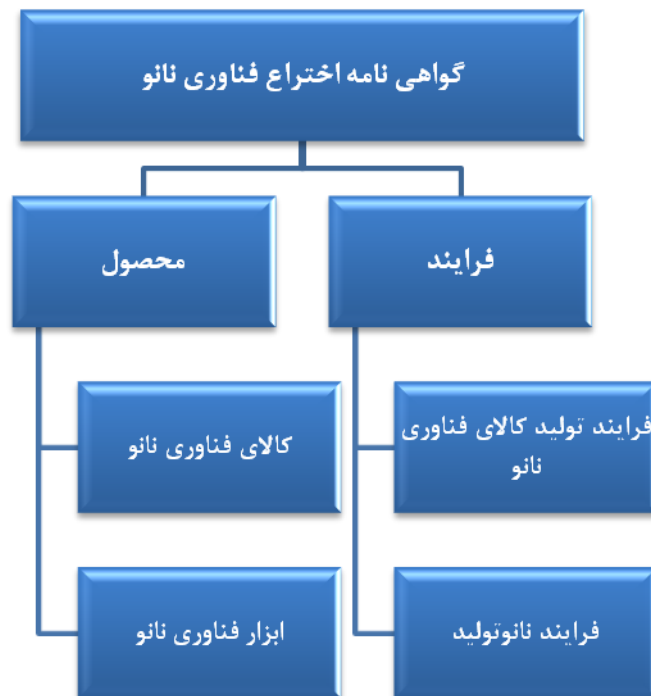 گواهی نامه اختراع فناوری نانو
فرایند
محصول
فرایند تولید کالای فناوری
نانو
کالای فناوری نانو
فرایند نانوتولید
ابزار فناوری نانو